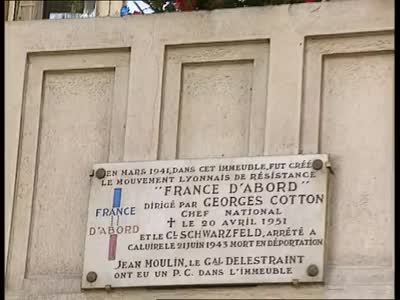 EN MARS 1941, DANS CET IMMEUBLE, FUT CRÉÉ
LE MOUVEMENT LYONNAIS DE RÉSISTANCE
"FRANCE D'ABORD"
DIRIGÉ PAR GEORGES COTTON
CHEF NATIONAL
✝ LE 20 AVRIL 1951
ET LE CL SCHWARZFELD, ARRÊTÉ A
CALUIRE LE 21 JUIN 1943 MORT EN DÉPORTATION
JEAN MOULIN, LE GAL DELESTRAINT
ONT EU UN P.C. DANS L'IMMEUBLE
FRANCE
D'ABORD